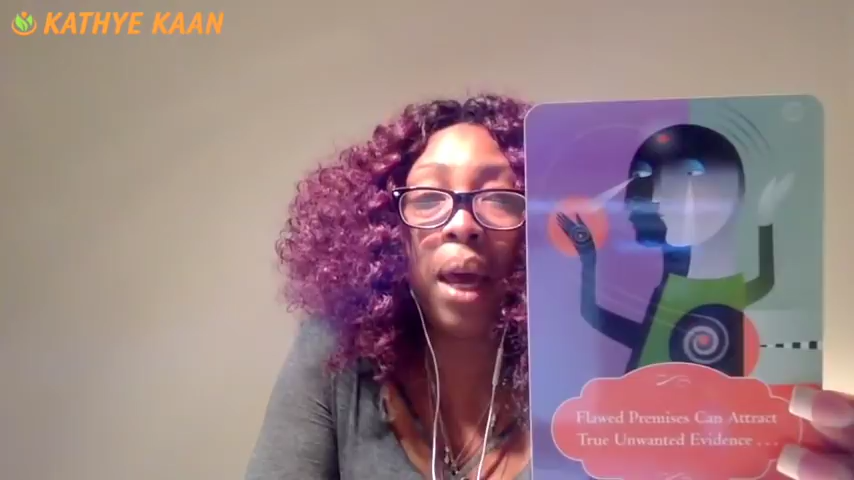 KATHYE KAAN
Flawed Premises Can Attract
True Unwanted Evidence . . .